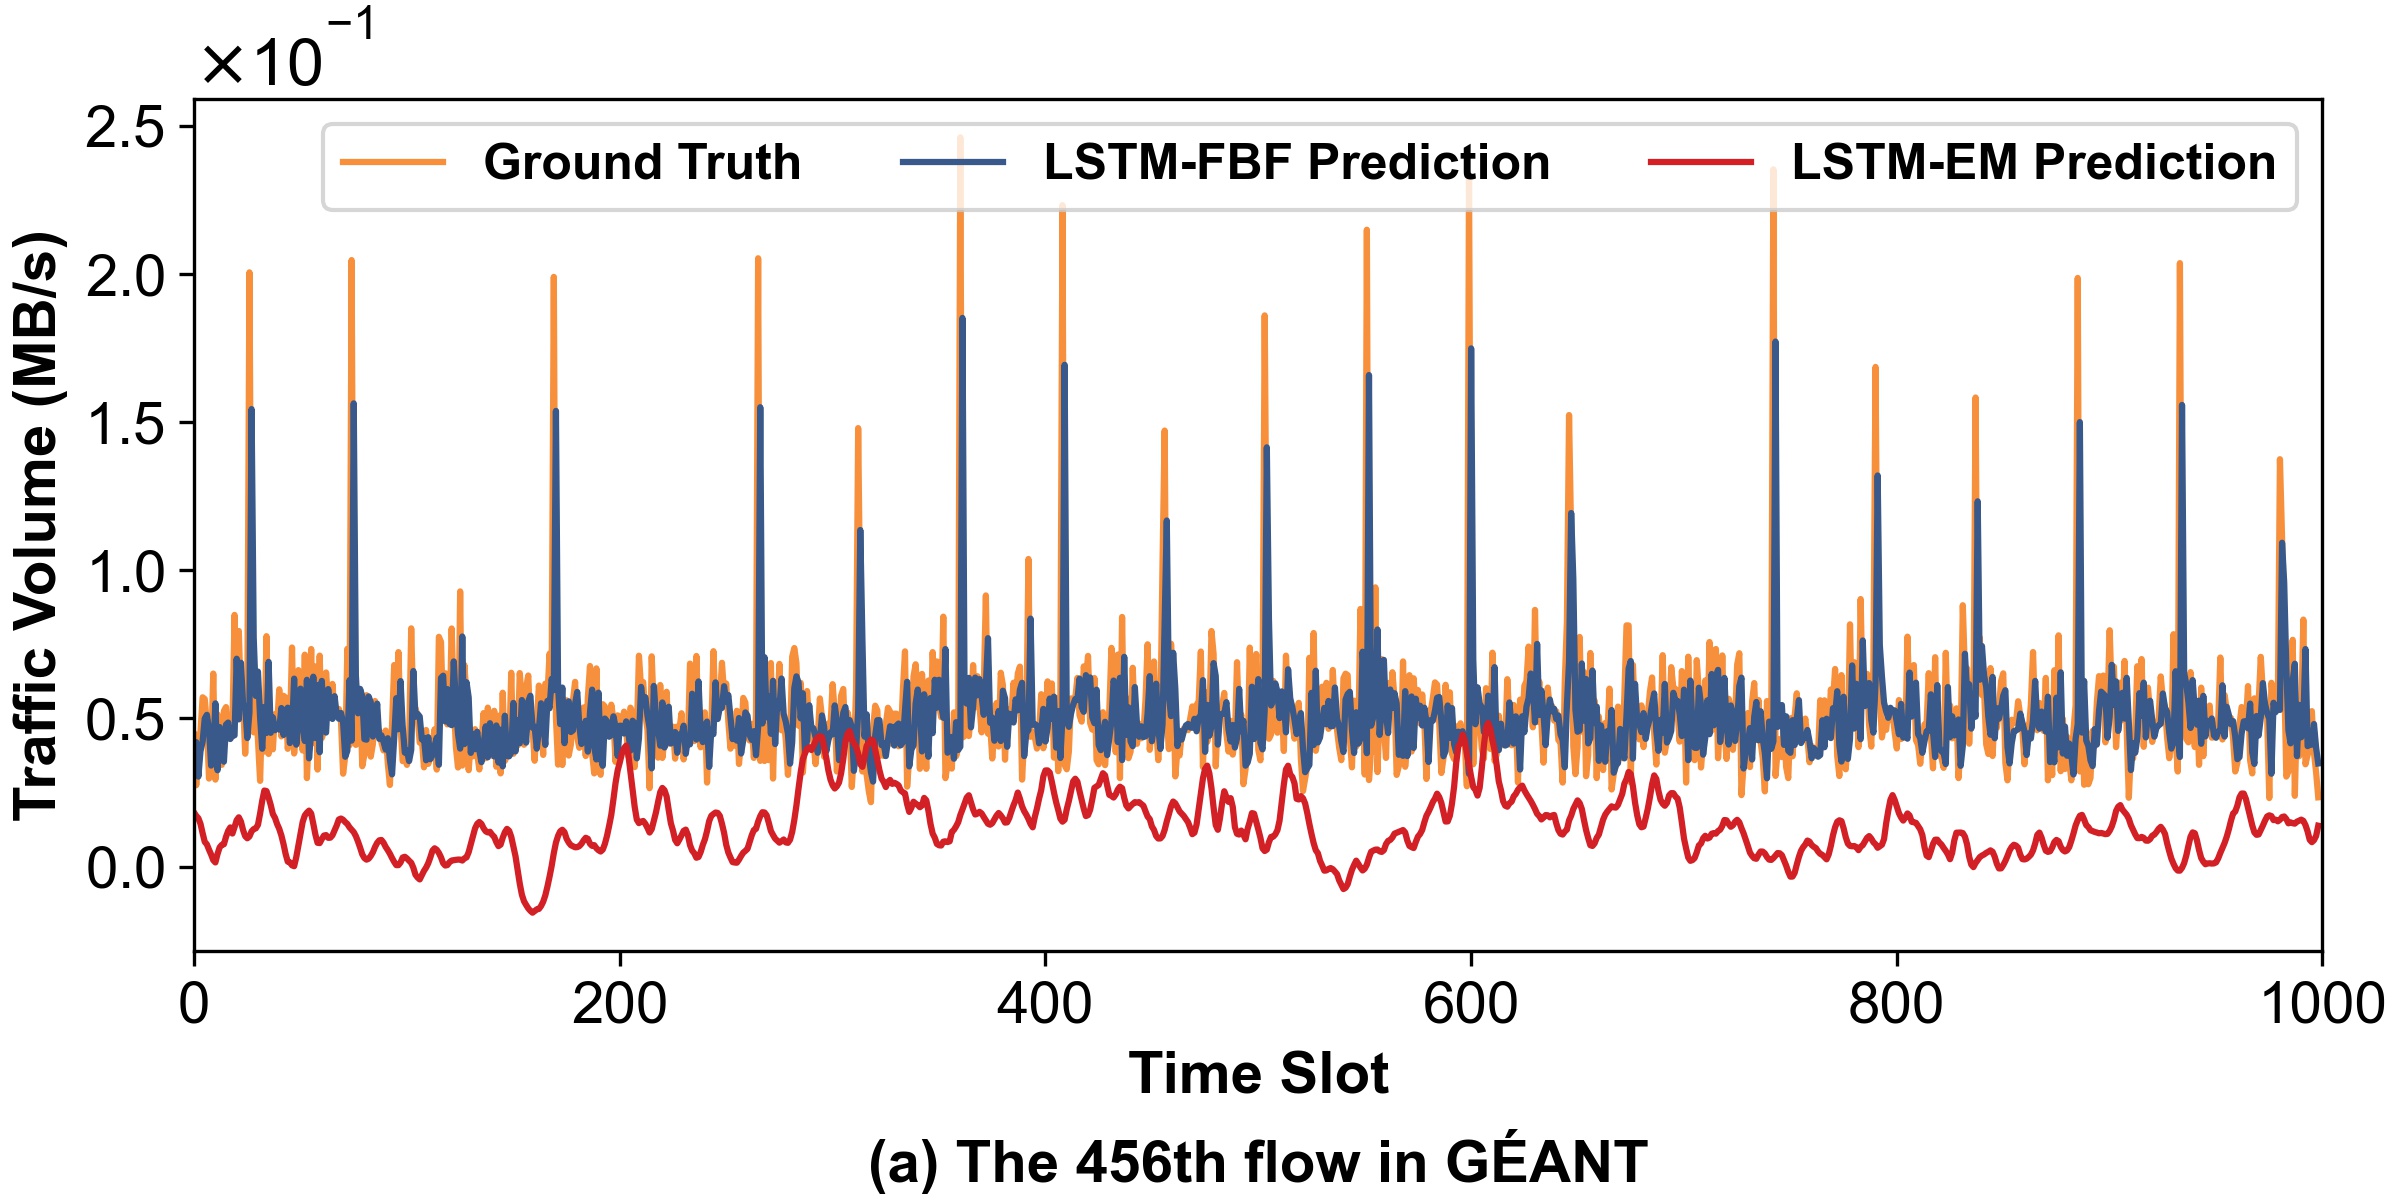 ×10⁻¹
2.5
2.0
1.5
1.0
0.5
0.0
Traffic Volume (MB/s)
Ground Truth LSTM-FBF Prediction LSTM-EM Prediction
0 200 400 600 800 1000
Time Slot
(a) The 456th flow in GÉANT